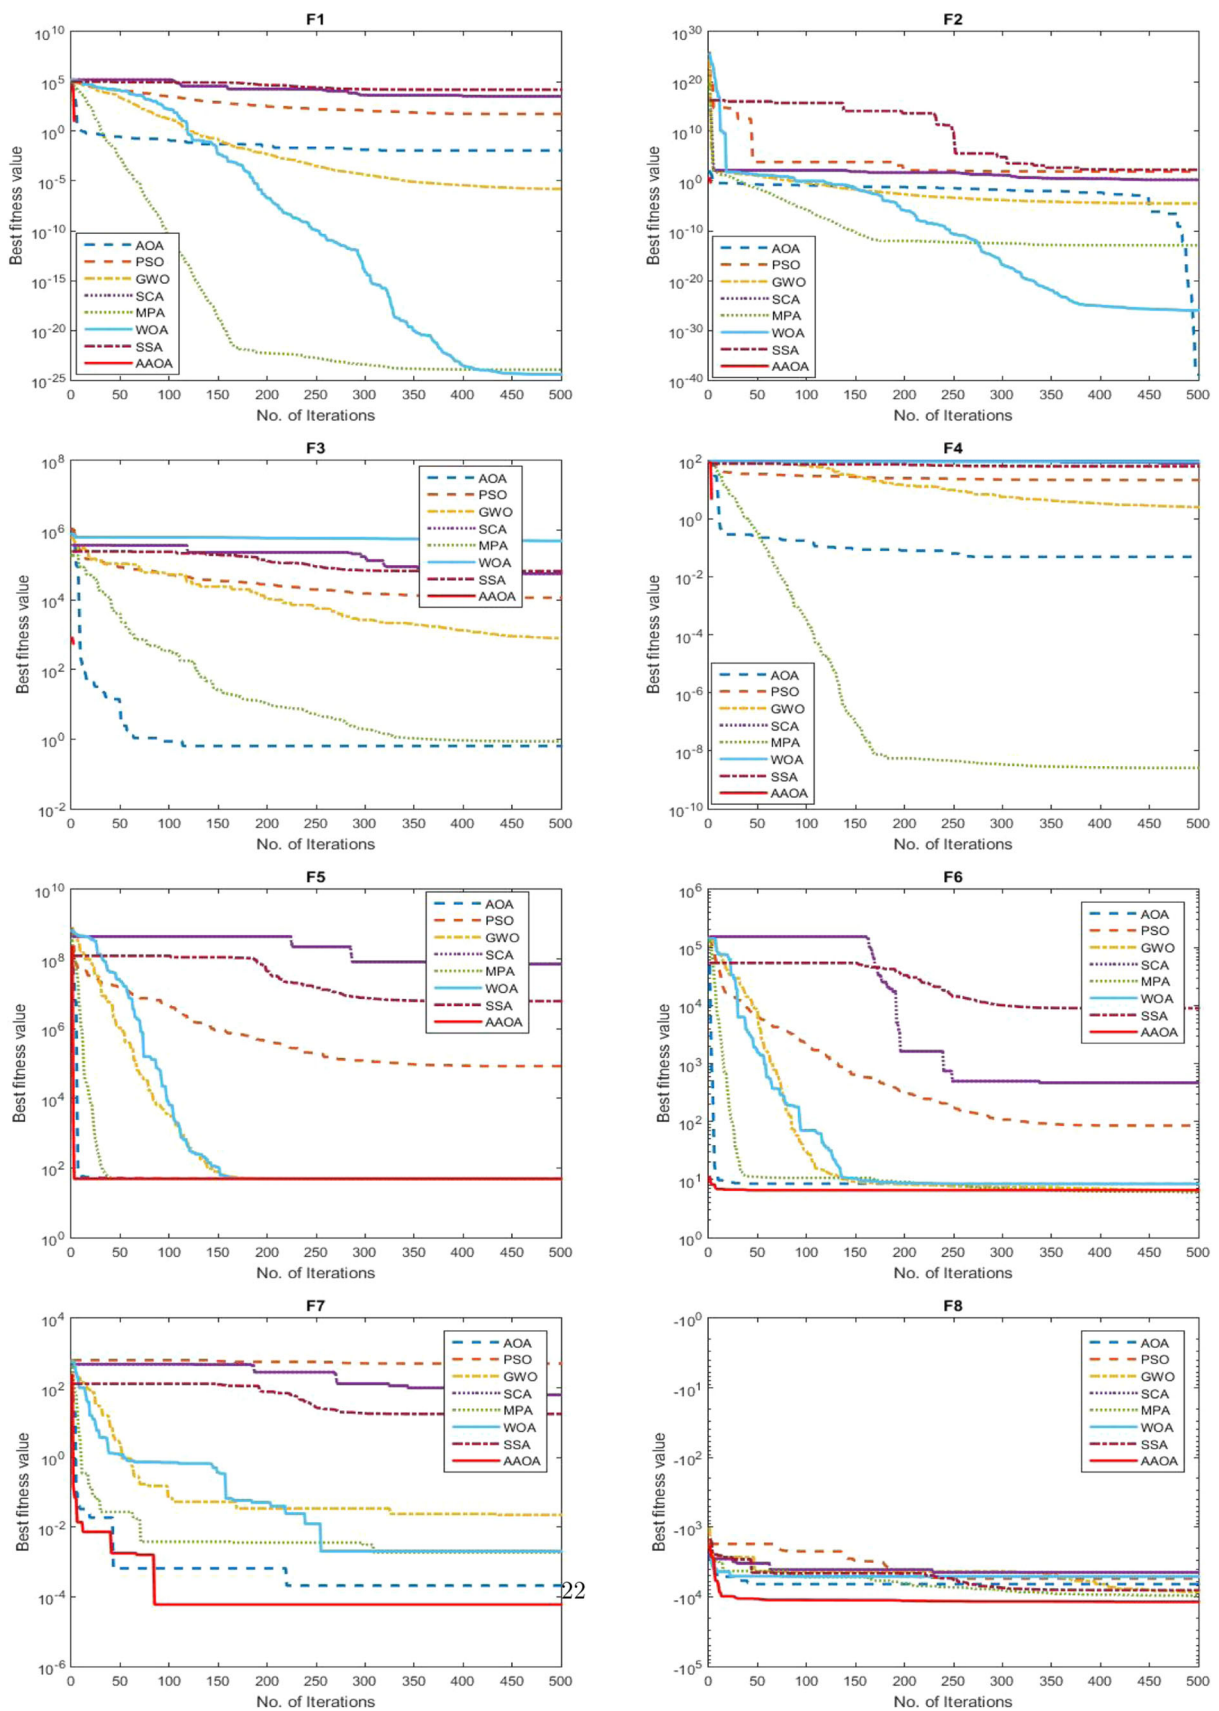 F1
10^10
10^5
10^0
10^-5
10^-10
10^-15
10^-20
10^-25
Best fitness value
AOA
PSO
GWO
SCA
MPA
WOA
SSA
AAOA
0 50 100 150 200 250 300 350 400 450 500
No. of Iterations
F2
10^30
10^20
10^10
10^0
10^-10
10^-20
10^-30
10^-40
Best fitness value
AOA
PSO
GWO
SCA
MPA
WOA
SSA
AAOA
0 50 100 150 200 250 300 350 400 450 500
No. of Iterations
F3
10^8
10^6
10^4
10^2
10^0
10^-2
Best fitness value
AOA
PSO
GWO
SCA
MPA
WOA
SSA
AAOA
0 50 100 150 200 250 300 350 400 450 500
No. of Iterations
F4
10^2
10^0
10^-2
10^-4
10^-6
10^-8
10^-10
Best fitness value
AOA
PSO
GWO
SCA
MPA
WOA
SSA
AAOA
0 50 100 150 200 250 300 350 400 450 500
No. of Iterations
F5
10^10
10^8
10^6
10^4
10^2
10^0
Best fitness value
AOA
PSO
GWO
SCA
MPA
WOA
SSA
AAOA
0 50 100 150 200 250 300 350 400 450 500
No. of Iterations
F6
10^6
10^5
10^4
10^3
10^2
10^1
10^0
Best fitness value
AOA
PSO
GWO
SCA
MPA
WOA
SSA
AAOA
0 50 100 150 200 250 300 350 400 450 500
No. of Iterations
F7
10^4
10^2
10^0
10^-2
10^-4
10^-6
Best fitness value
AOA
PSO
GWO
SCA
MPA
WOA
SSA
AAOA
0 50 100 150 200 250 300 350 400 450 500
No. of Iterations
F8
-10^0
-10^1
-10^2
-10^3
-10^4
-10^5
Best fitness value
AOA
PSO
GWO
SCA
MPA
WOA
SSA
AAOA
0 50 100 150 200 250 300 350 400 450 500
No. of Iterations
22